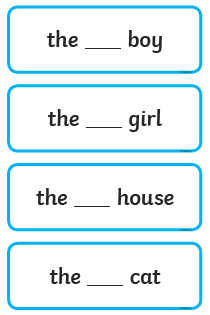 the ___ boy
the ___ girl
the ___ house
the ___ cat